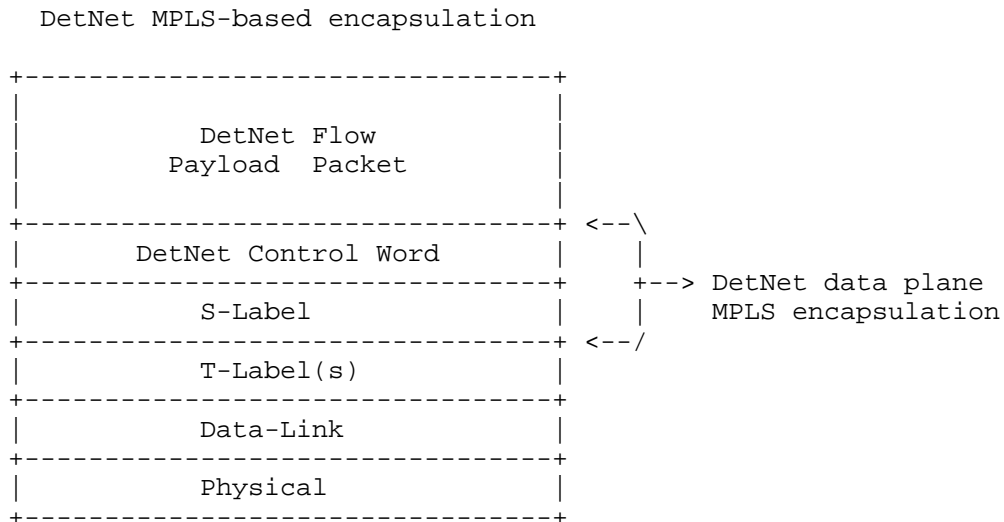 DetNet MPLS-based encapsulation
DetNet Flow
Payload  Packet
DetNet Control Word
S-Label
DetNet data plane
MPLS encapsulation
T-Label(s)
Data-Link
Physical